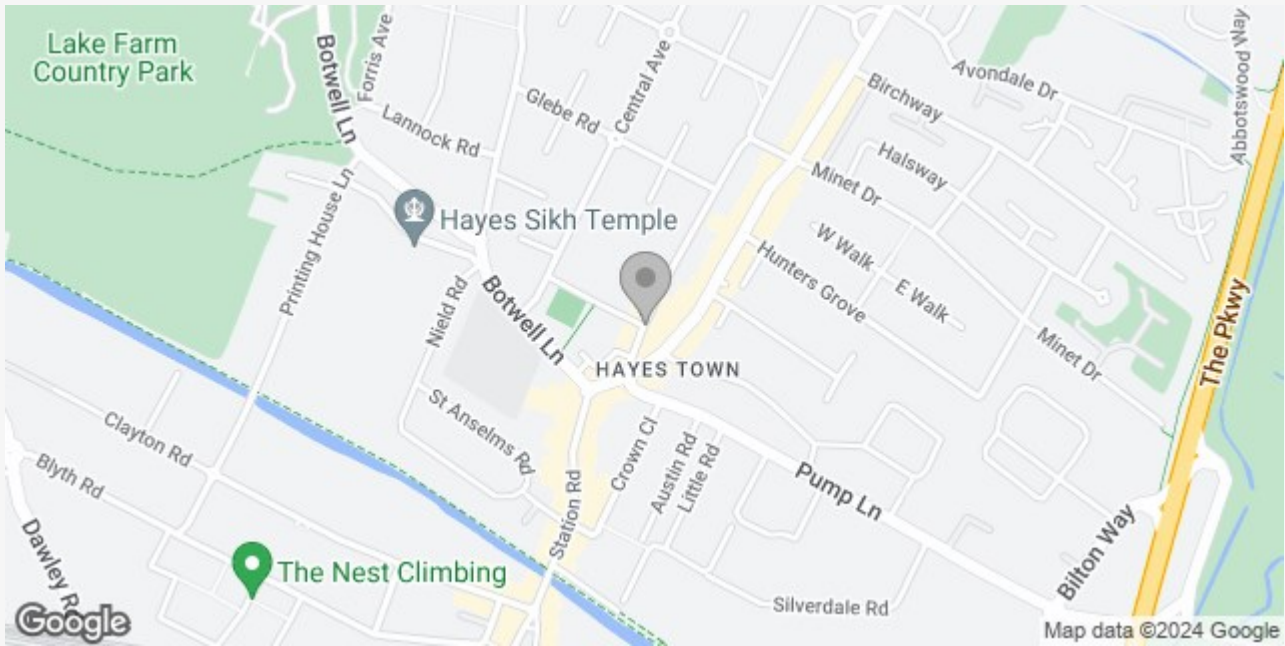 Lake Farm
Country Park
Botwell Ln
Forris Ave
Lannock Rd
Glebe Rd
Central Ave
Birchway
Avondale Dr
Abbotswood Way
Halsway
Minet Dr
Hayes Sikh Temple
Printing House Ln
Nield Rd
Botwell Ln
Hunters Grove
W Walk
E Walk
Minet Dr
The Pkwy
HAYES TOWN
St Anselms Rd
Clayton Rd
Blyth Rd
Dawley Rd
Station Rd
Crown Cl
Austin Rd
Little Rd
Pump Ln
Bilton Way
The Nest Climbing
Silverdale Rd
Google
Map data ©2024 Google